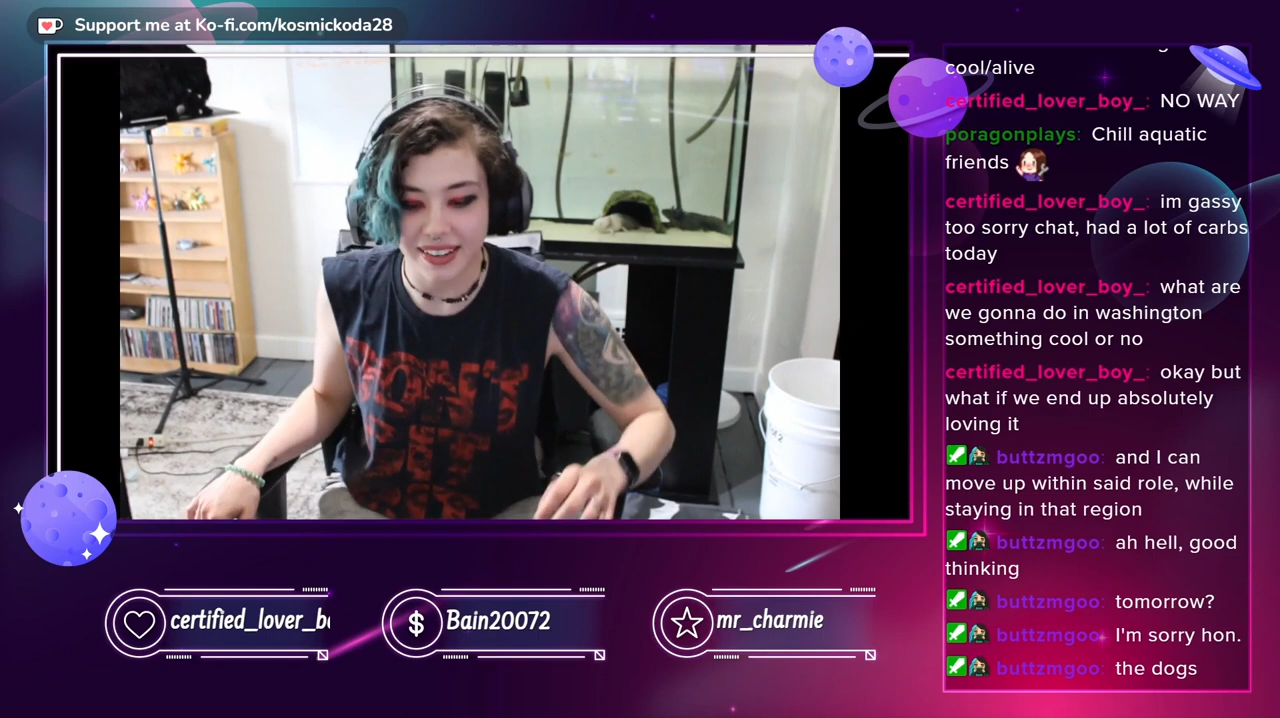 Support me at Ko-fi.com/kosmickoda28
cool/alive
certified_lover_boy_: NO WAY
poragonplays: Chill aquatic
friends
certified_lover_boy_: im gassy
too sorry chat, had a lot of carbs
today
certified_lover_boy_: what are
we gonna do in washington
something cool or no
certified_lover_boy_: okay but
what if we end up absolutely
loving it
buttzmgoo: and I can
move up within said role, while
staying in that region
buttzmgoo: ah hell, good
thinking
buttzmgoo: tomorrow?
buttzmgoo: I'm sorry hon.
buttzmgoo: the dogs
DON'T
certified_lover_bo
$ Bain20072
mr_charmie